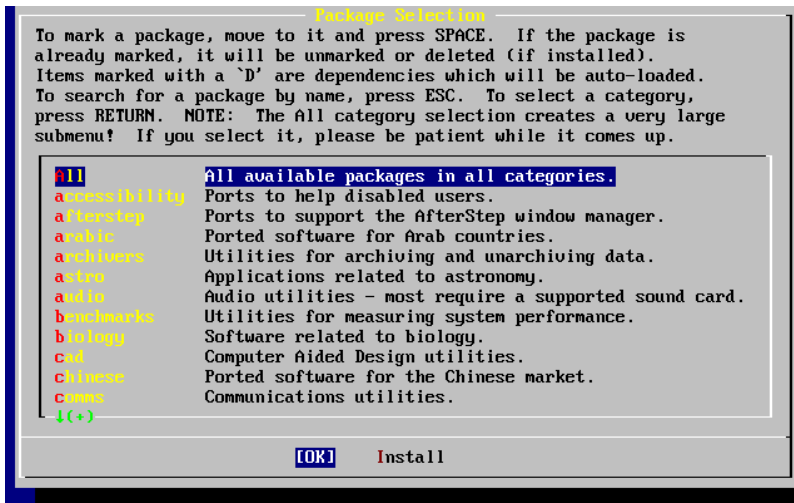 Package Selection
To mark a package, move to it and press SPACE.  If the package is
already marked, it will be unmarked or deleted (if installed).
Items marked with a `D' are dependencies which will be auto-loaded.
To search for a package by name, press ESC.  To select a category,
press RETURN.  NOTE:  The All category selection creates a very large
submenu!  If you select it, please be patient while it comes up.
All All available packages in all categories.
accessibility Ports to help disabled users.
afterstep Ports to support the AfterStep window manager.
arabic Ported software for Arab countries.
archivers Utilities for archiving and unarchiving data.
astro Applications related to astronomy.
audio Audio utilities - most require a supported sound card.
benchmarks Utilities for measuring system performance.
biology Software related to biology.
cad Computer Aided Design utilities.
chinese Ported software for the Chinese market.
comms Communications utilities.
↓(+)
[OK] Install